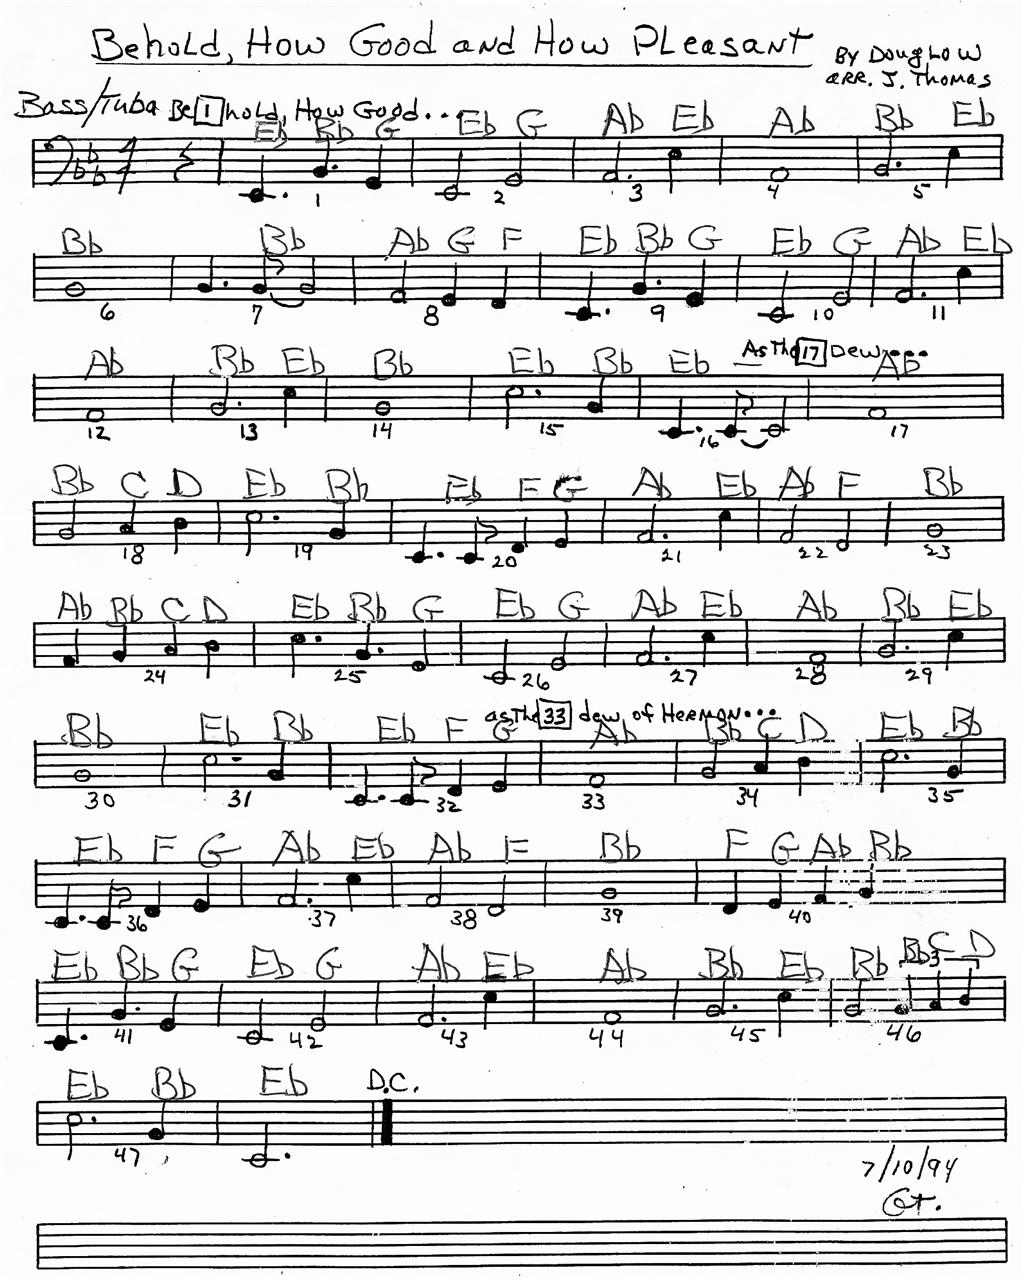 Behold, How Good and How Pleasant
By Doug Low
arr. J. Thomas
Bass/Tuba Be 1 hold, How Good...
Eb Bb G Eb G Ab Eb Ab Bb Eb
1 2 3 4 5
Bb Bb Ab G F Eb Bb G Eb G Ab Eb
6 7 8 9 10 11
As The 17 Dew....
Ab Bb Eb Bb Eb Bb Eb Ab
12 13 14 15 16 17
Bb C D Eb Bb Eb F G Ab Eb Ab F Bb
18 19 20 21 22 23
Ab Bb C D Eb Bb G Eb G Ab Eb Ab Bb Eb
24 25 26 27 28 29
as The 33 dew of HERMON...
Bb Eb Bb Eb F G Ab Bb C D Eb Bb
30 31 32 33 34 35
Eb F G Ab Eb Ab F Bb F G Ab Bb
36 37 38 39 40
Eb Bb G Eb G Ab Eb Ab Bb Eb Bb Bb 3 C D
41 42 43 44 45 46
Eb Bb Eb D.C.
47
7/10/94
GT.